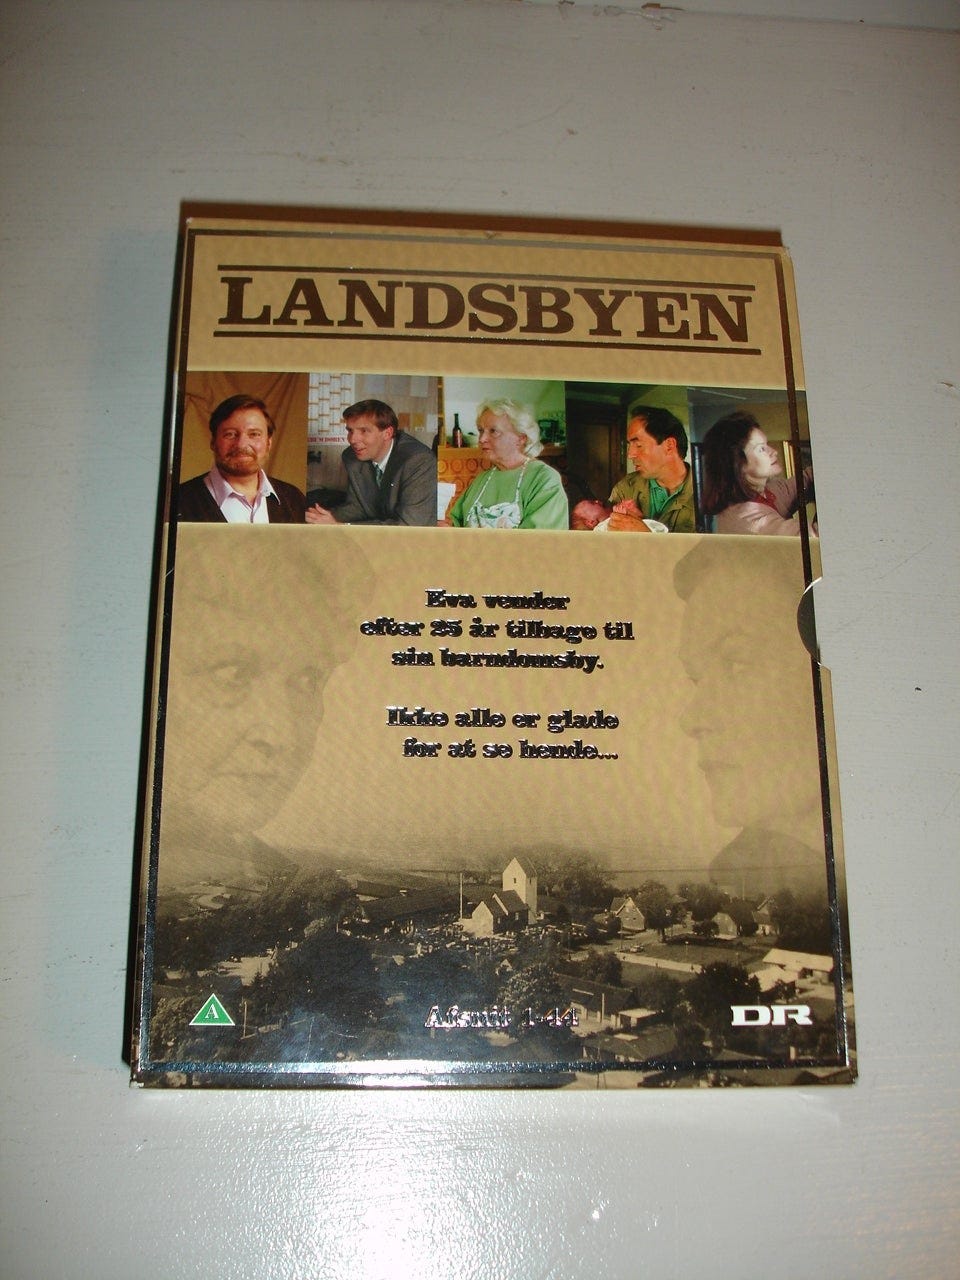 LANDSBYEN
Eva vender
efter 25 år tilbage til
sin barndomsby.
Ikke alle er glade
for at se hende...
A
Afsnit 1-44
DR